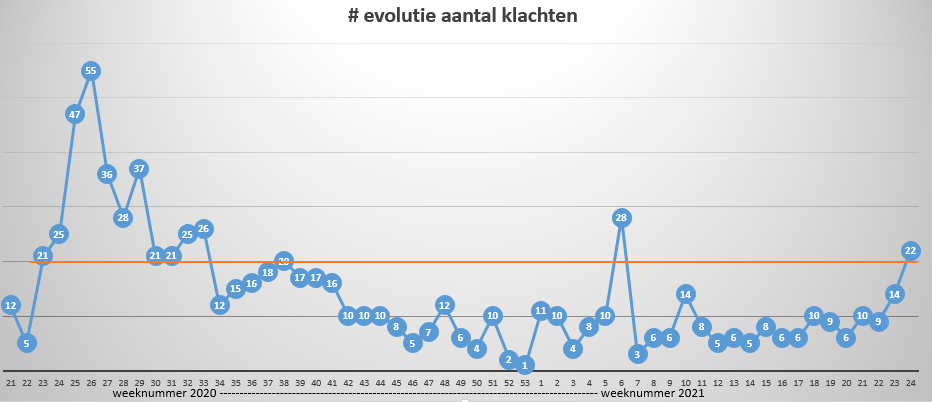 # evolutie aantal klachten
12 5 21 25 47 55 36 28 37 21 21 25 26 12 15 16 18 20 17 17 16 10 10 10 8 5 7 12 6 4 10 2 1 11 10 4 8 10 28 3 6 6 14 8 5 6 5 8 6 6 10 9 6 10 9 14 22
21 22 23 24 25 26 27 28 29 30 31 32 33 34 35 36 37 38 39 40 41 42 43 44 45 46 47 48 49 50 51 52 53 1 2 3 4 5 6 7 8 9 10 11 12 13 14 15 16 17 18 19 20 21 22 23 24
weeknummer 2020 ---------------------------------------------------------------- weeknummer 2021